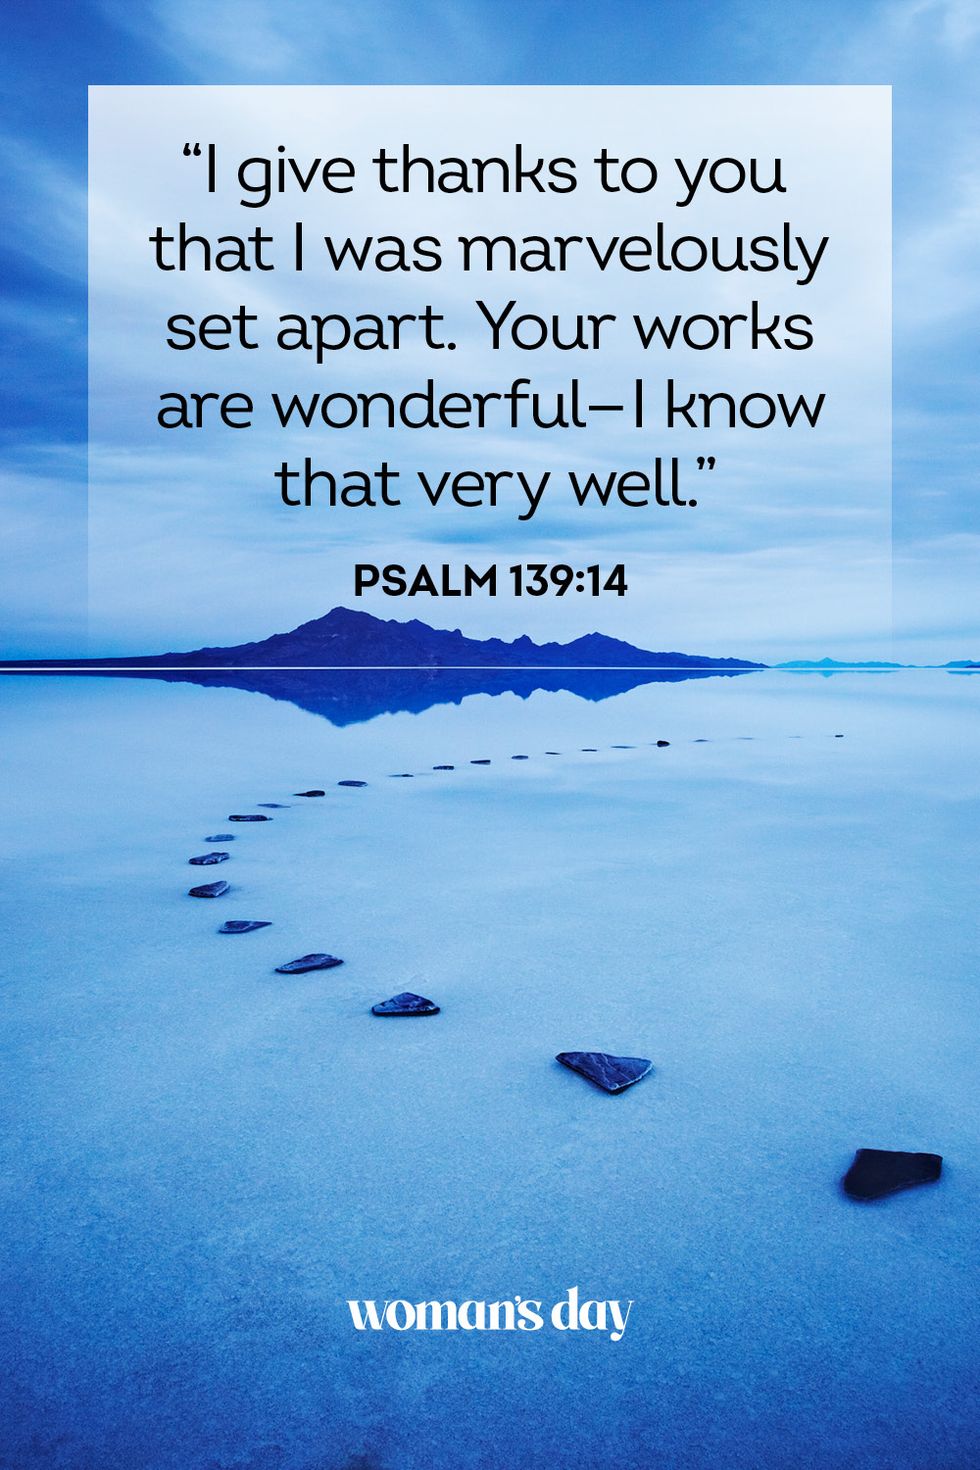 “I give thanks to you
that I was marvelously
set apart. Your works
are wonderful—I know
that very well.”
PSALM 139:14
woman's day